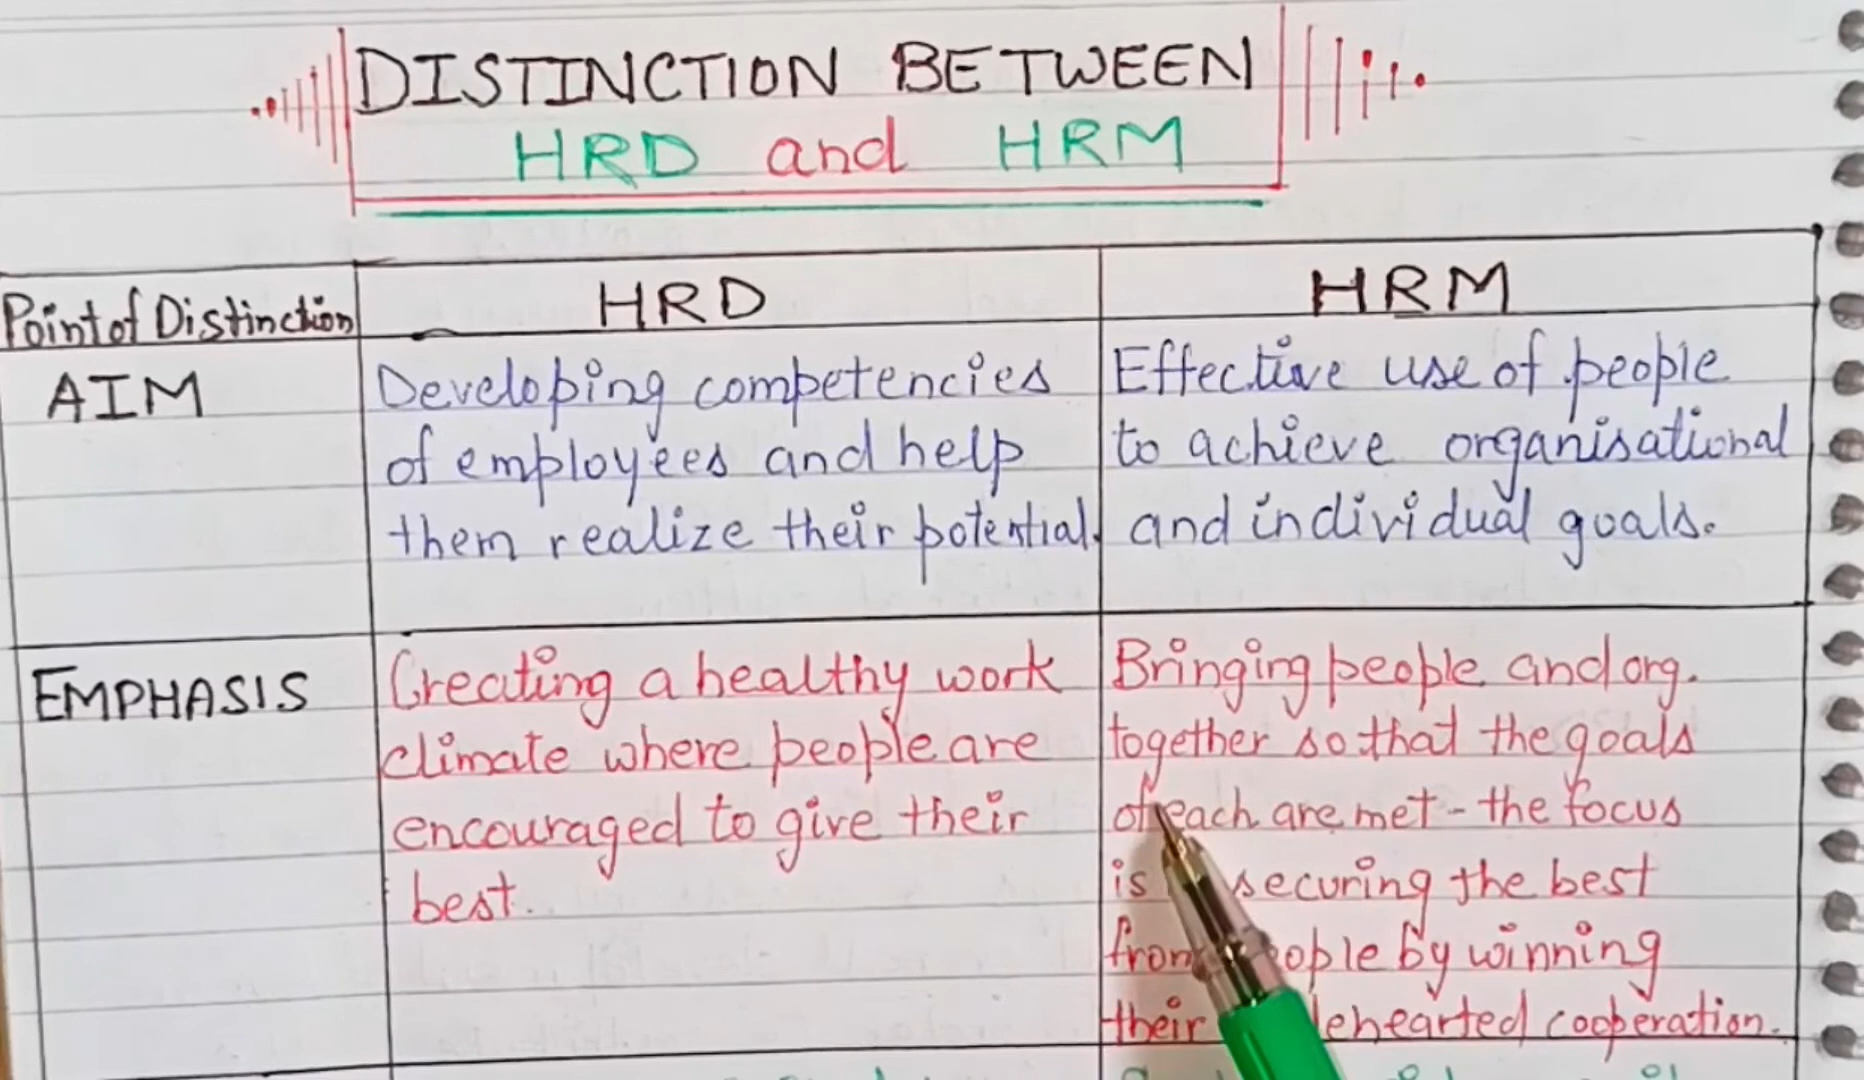 DISTINCTION BETWEEN
HRD and HRM
Point of Distinction HRD HRM
AIM
Developing competencies
of employees and help
them realize their potential.
Effective use of people
to achieve organisational
and individual goals.
EMPHASIS
Creating a healthy work
climate where people are
encouraged to give their
best.
Bringing people and org.
together so that the goals
of each are met - the focus
is securing the best
from people by winning
their cooperation.